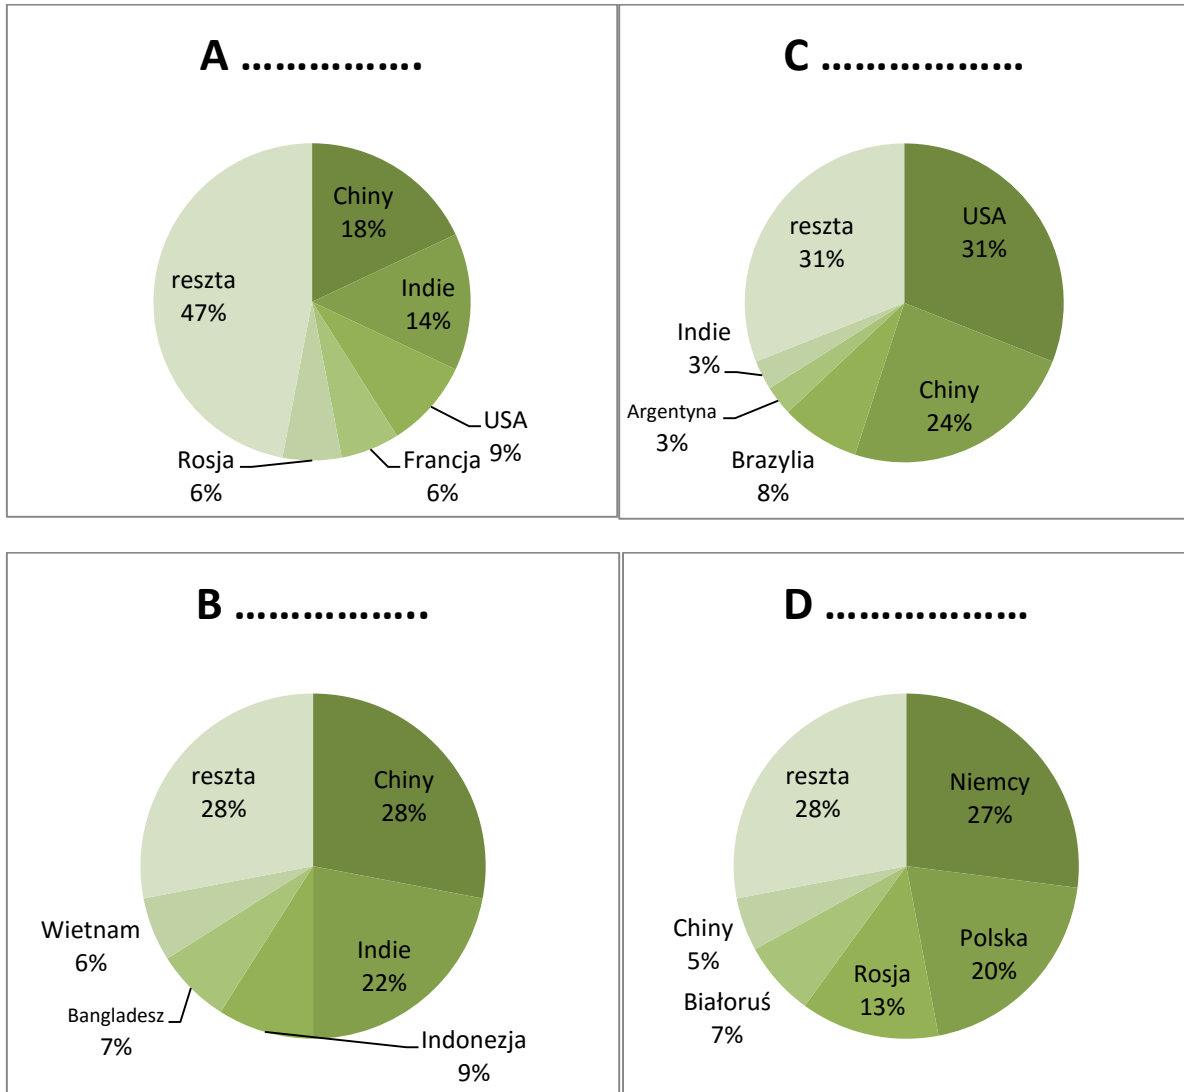 A …………….
Chiny
18%
Indie
14%
USA
9%
Francja
6%
Rosja
6%
reszta
47%
C ………………
USA
31%
Chiny
24%
Brazylia
8%
Argentyna
3%
Indie
3%
reszta
31%
B ……………..
Chiny
28%
Indie
22%
Indonezja
9%
Bangladesz
7%
Wietnam
6%
reszta
28%
D ………………
Niemcy
27%
Polska
20%
Rosja
13%
Białoruś
7%
Chiny
5%
reszta
28%